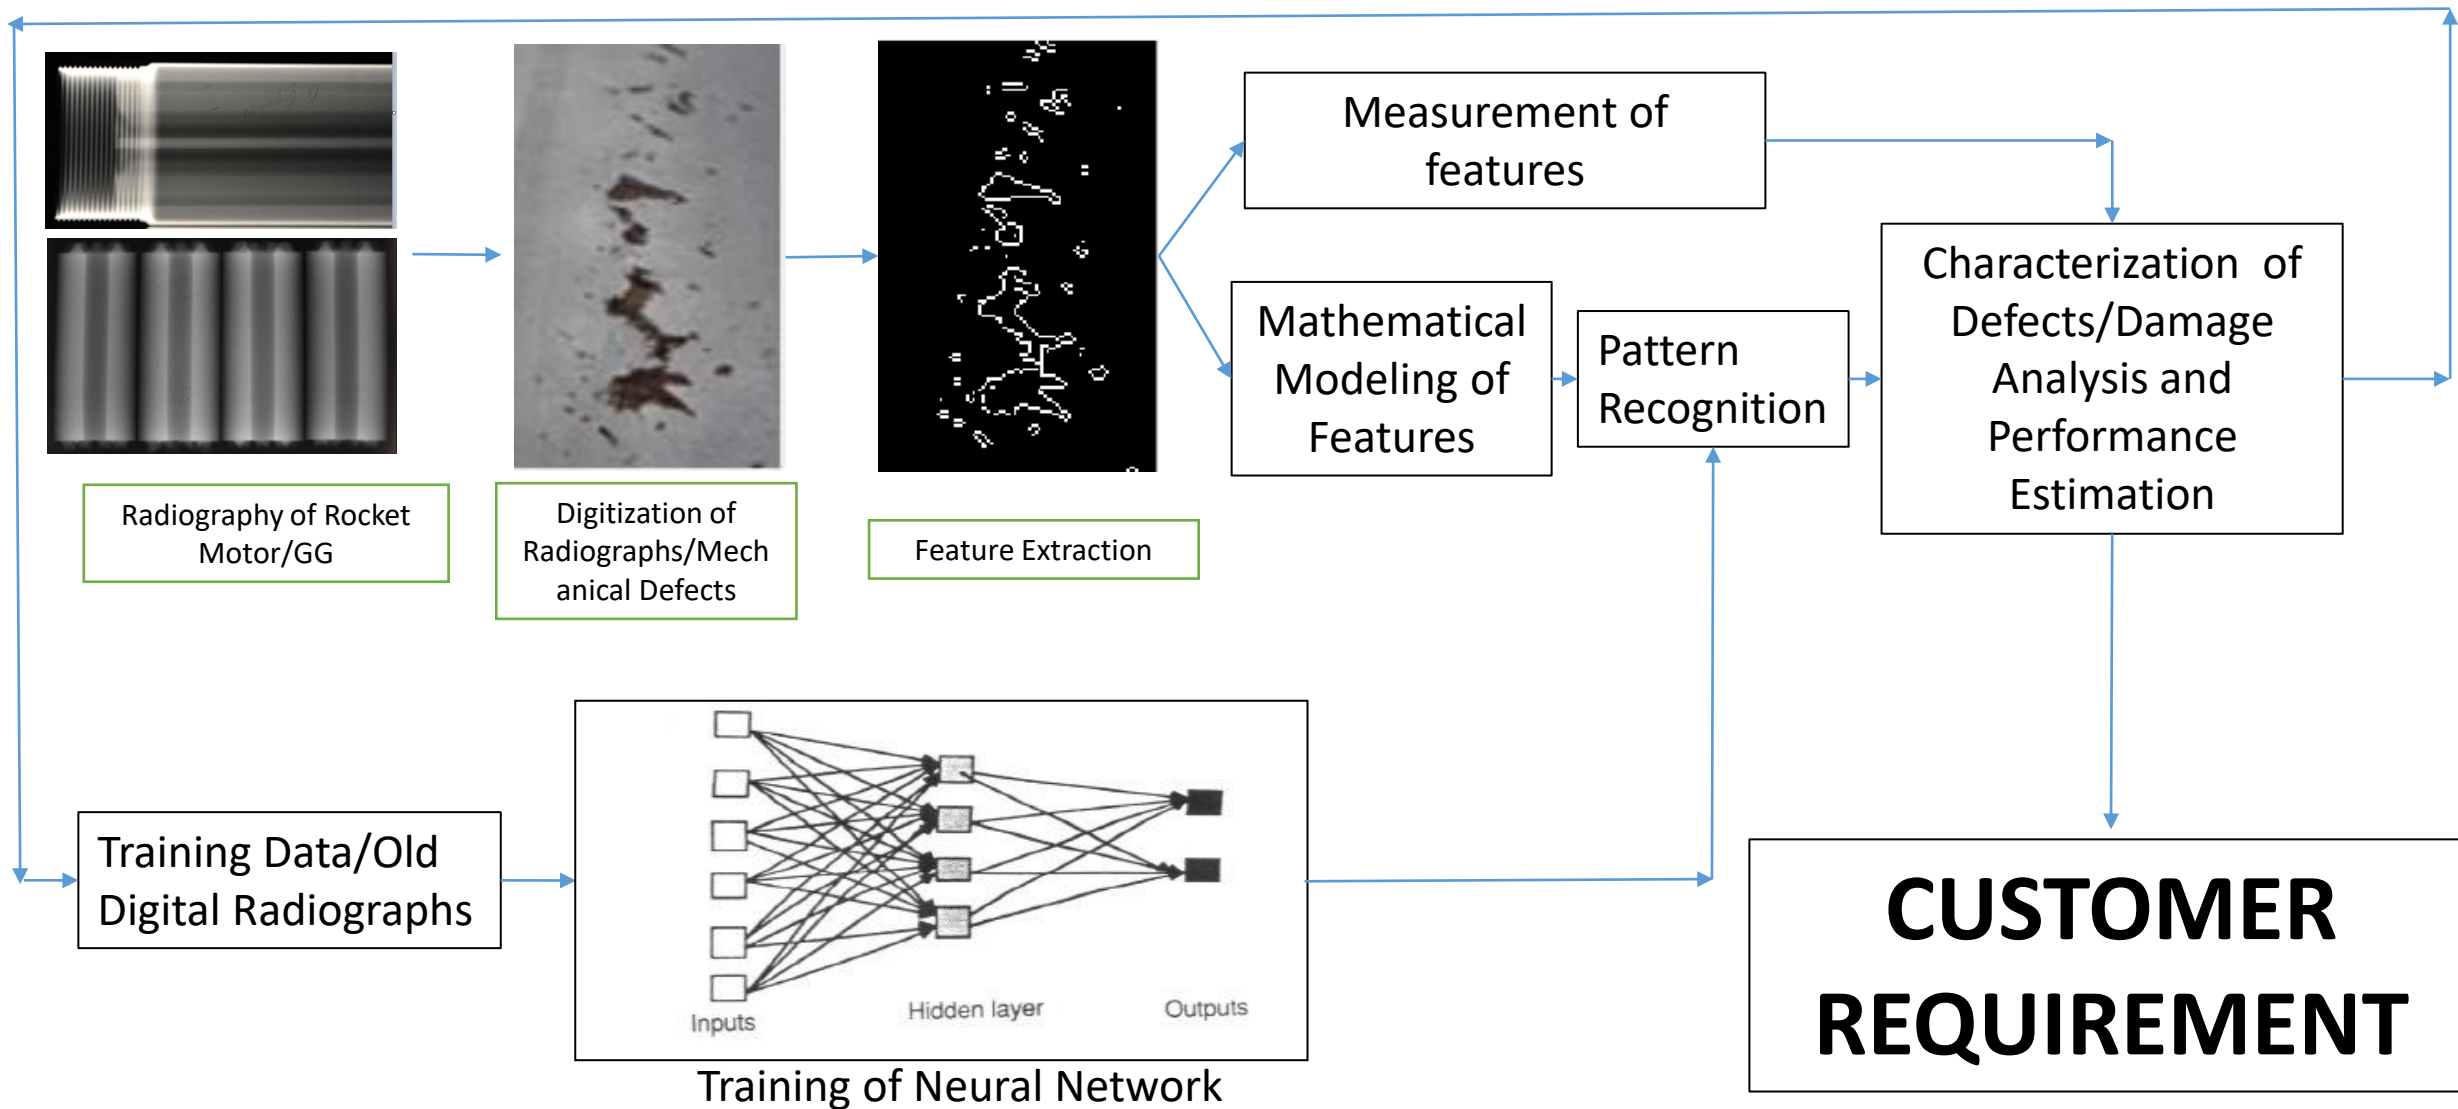 Measurement of
features
Characterization of
Defects/Damage
Analysis and
Performance
Estimation
Mathematical
Modeling of
Features
Pattern
Recognition
Radiography of Rocket
Motor/GG
Digitization of
Radiographs/Mech
anical Defects
Feature Extraction
Training Data/Old
Digital Radiographs
Inputs
Hidden layer
Outputs
Training of Neural Network
CUSTOMER
REQUIREMENT